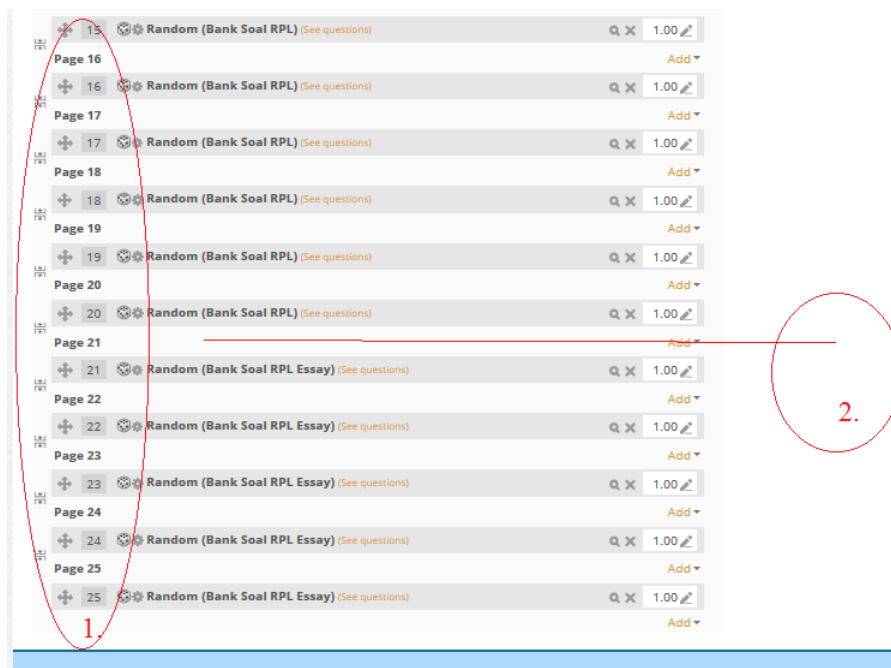 15 Random (Bank Soal RPL) (See questions) 1.00
Page 16 Add
16 Random (Bank Soal RPL) (See questions) 1.00
Page 17 Add
17 Random (Bank Soal RPL) (See questions) 1.00
Page 18 Add
18 Random (Bank Soal RPL) (See questions) 1.00
Page 19 Add
19 Random (Bank Soal RPL) (See questions) 1.00
Page 20 Add
20 Random (Bank Soal RPL) (See questions) 1.00
Page 21 Add
21 Random (Bank Soal RPL Essay) (See questions) 1.00
Page 22 Add
22 Random (Bank Soal RPL Essay) (See questions) 1.00
2.
Page 23 Add
23 Random (Bank Soal RPL Essay) (See questions) 1.00
Page 24 Add
24 Random (Bank Soal RPL Essay) (See questions) 1.00
Page 25 Add
25 Random (Bank Soal RPL Essay) (See questions) 1.00
1. Add